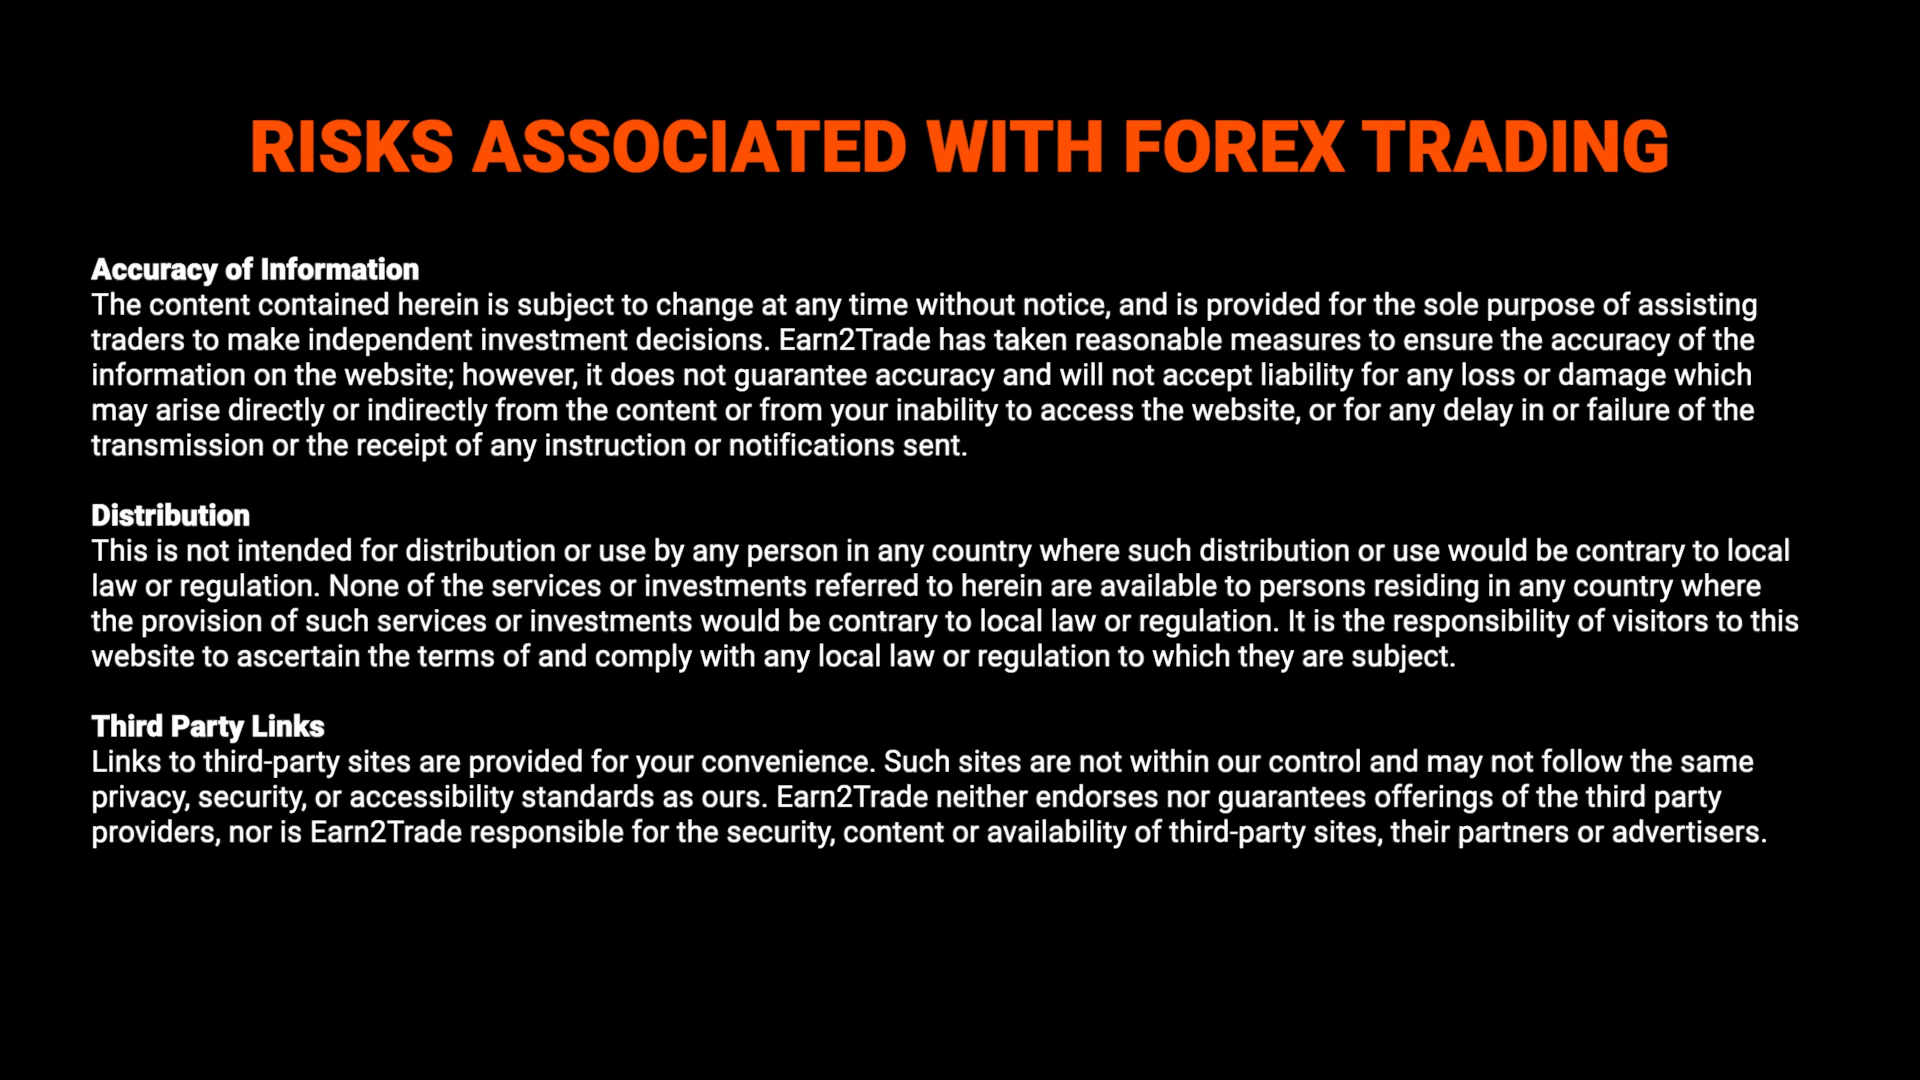 RISKS ASSOCIATED WITH FOREX TRADING
Accuracy of Information
The content contained herein is subject to change at any time without notice, and is provided for the sole purpose of assisting
traders to make independent investment decisions. Earn2Trade has taken reasonable measures to ensure the accuracy of the
information on the website; however, it does not guarantee accuracy and will not accept liability for any loss or damage which
may arise directly or indirectly from the content or from your inability to access the website, or for any delay in or failure of the
transmission or the receipt of any instruction or notifications sent.
Distribution
This is not intended for distribution or use by any person in any country where such distribution or use would be contrary to local
law or regulation. None of the services or investments referred to herein are available to persons residing in any country where
the provision of such services or investments would be contrary to local law or regulation. It is the responsibility of visitors to this
website to ascertain the terms of and comply with any local law or regulation to which they are subject.
Third Party Links
Links to third-party sites are provided for your convenience. Such sites are not within our control and may not follow the same
privacy, security, or accessibility standards as ours. Earn2Trade neither endorses nor guarantees offerings of the third party
providers, nor is Earn2Trade responsible for the security, content or availability of third-party sites, their partners or advertisers.